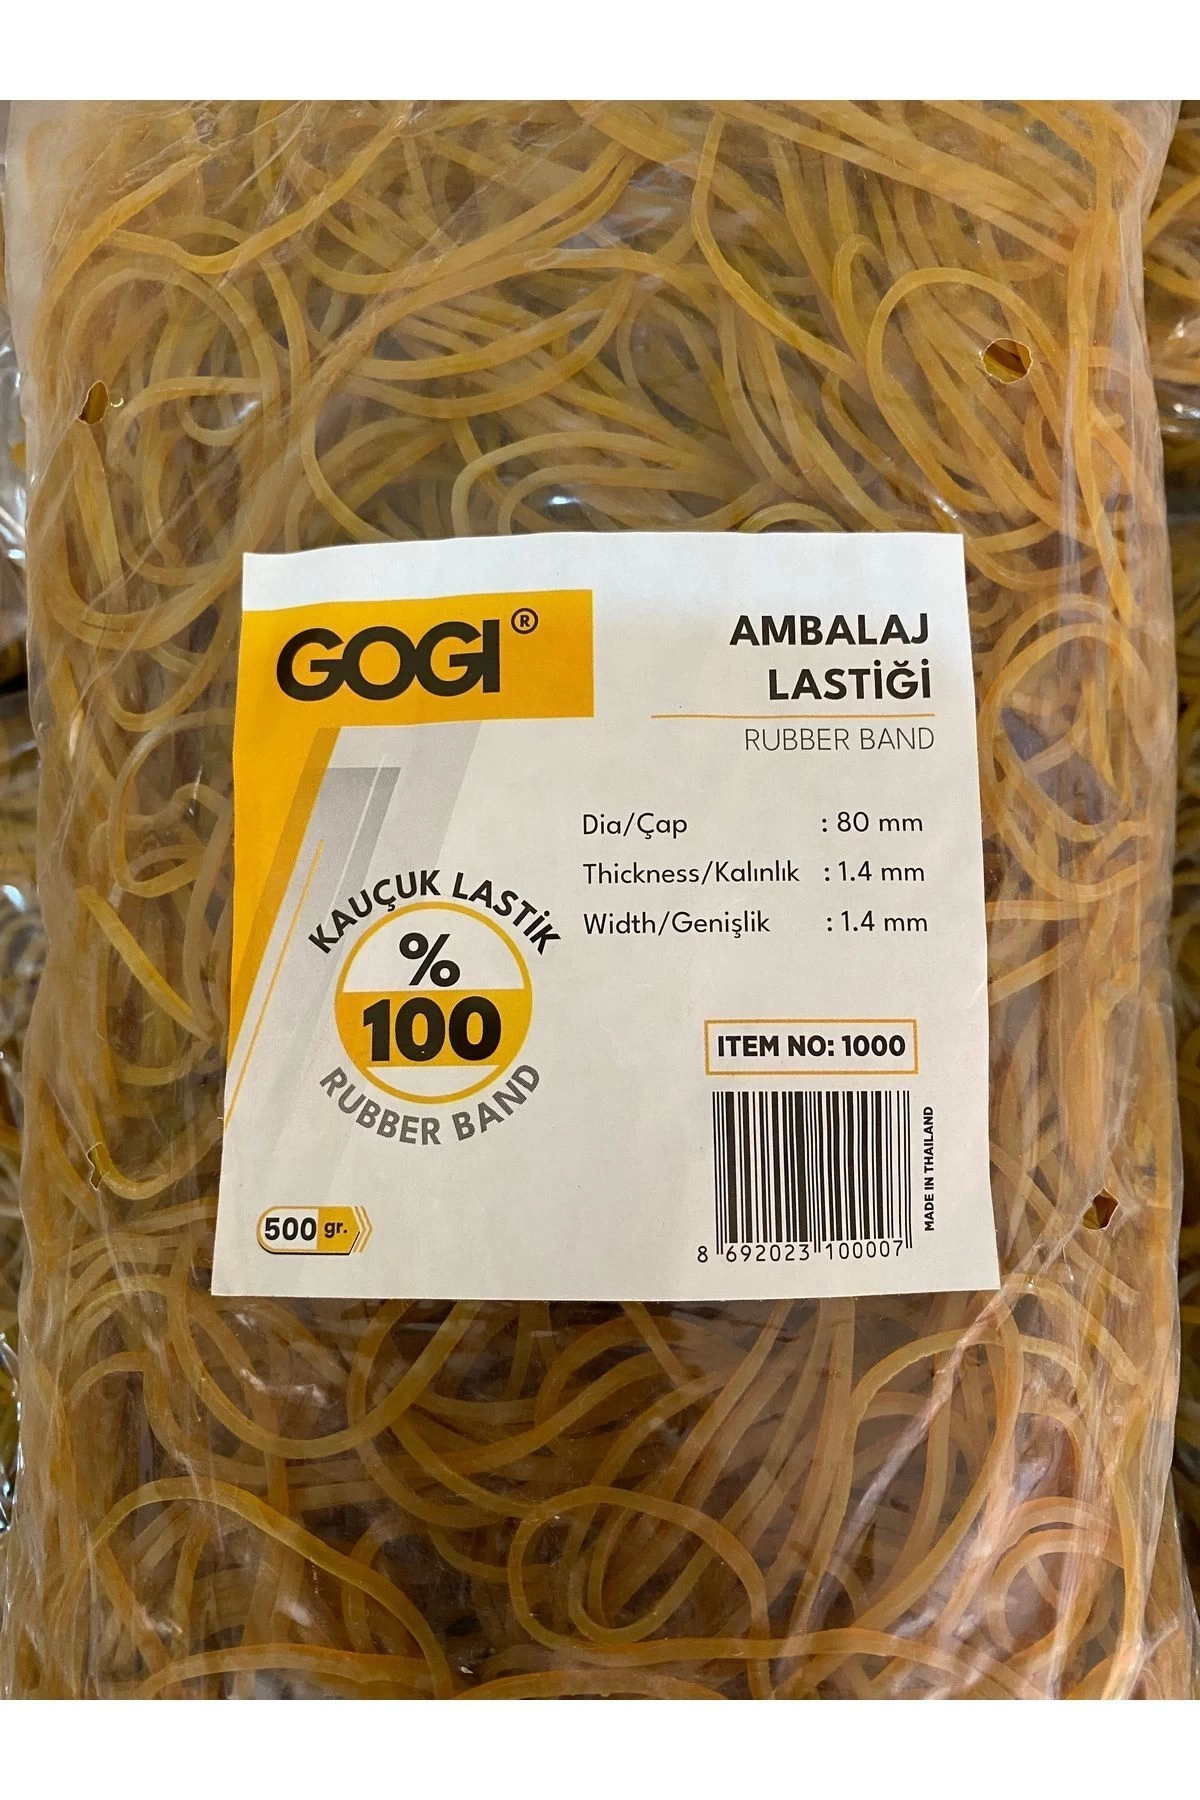 GOGI®
AMBALAJ
LASTİĞİ
RUBBER BAND
Dia/Çap : 80 mm
Thickness/Kalınlık : 1.4 mm
Width/Genişlik : 1.4 mm
KAUÇUK LASTİK
%
100
RUBBER BAND
ITEM NO: 1000
MADE IN THAILAND
500 gr.
8 692023 100007